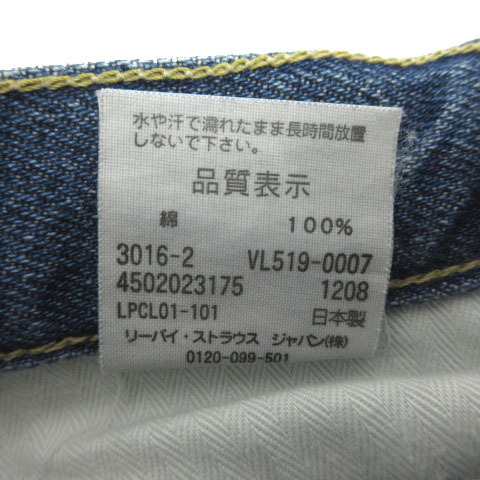 水や汗で濡れたまま長時間放置
しないで下さい。
品質表示
綿 100%
3016-2 VL519-0007
4502023175 1208
LPCL01-101 日本製
リーバイ・ストラウス ジャパン(株)
0120-099-501